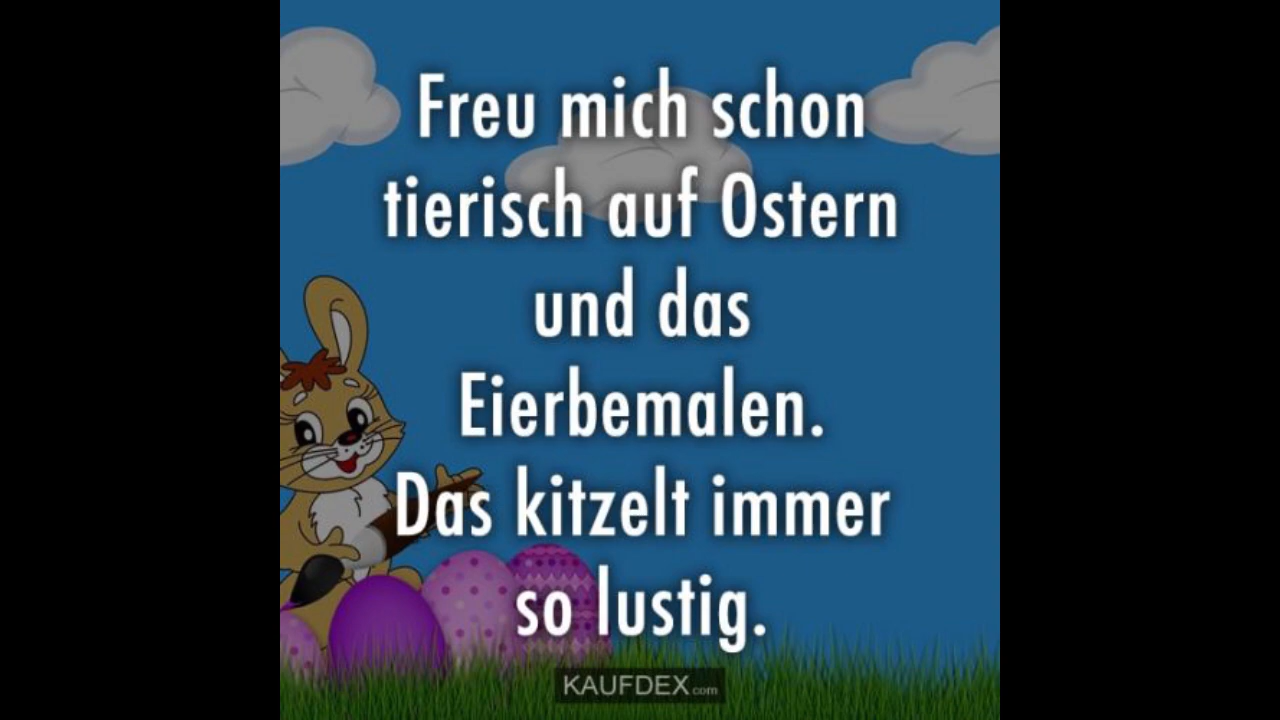 Freu mich schon
tierisch auf Ostern
und das
Eierbemalen.
Das kitzelt immer
so lustig.
KAUFDEX.com